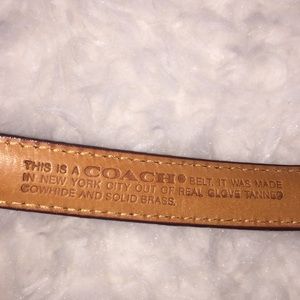 THIS IS A COACH® BELT. IT WAS MADE
IN NEW YORK CITY OUT OF REAL GLOVE TANNED
COWHIDE AND SOLID BRASS.